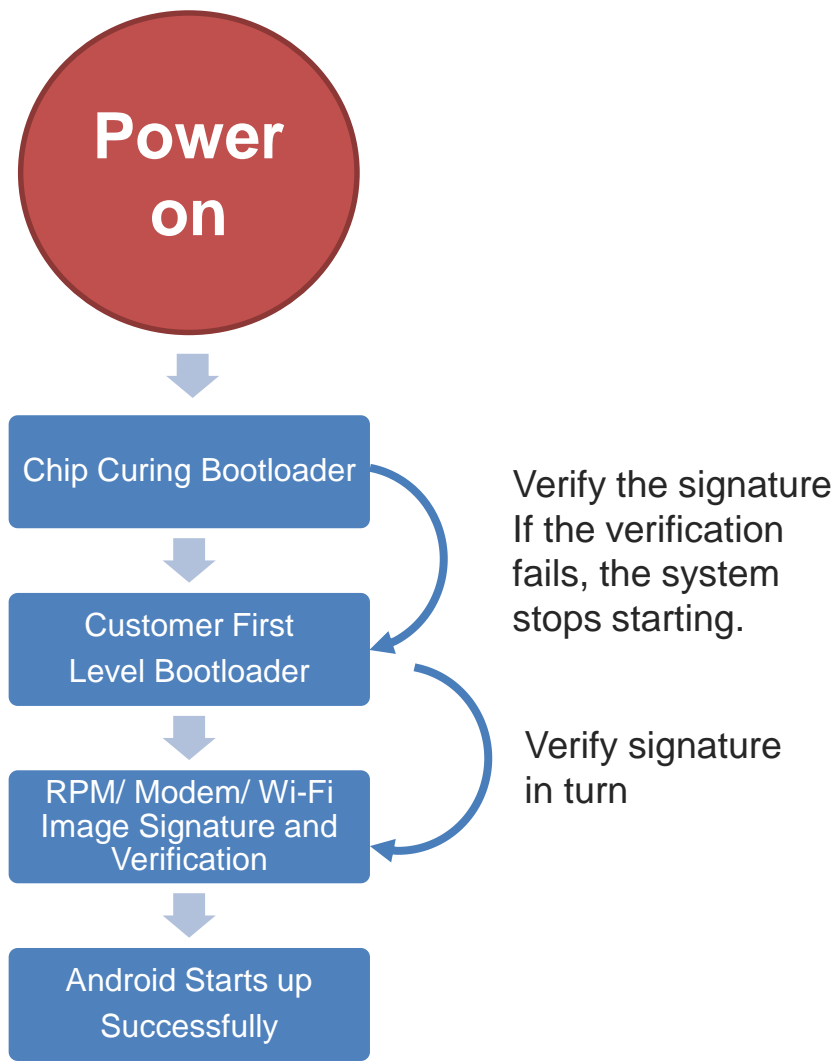 Power
on
Chip Curing Bootloader
Verify the signature
If the verification
fails, the system
stops starting.
Customer First
Level Bootloader
Verify signature
in turn
RPM/ Modem/ Wi-Fi
Image Signature and
Verification
Android Starts up
Successfully